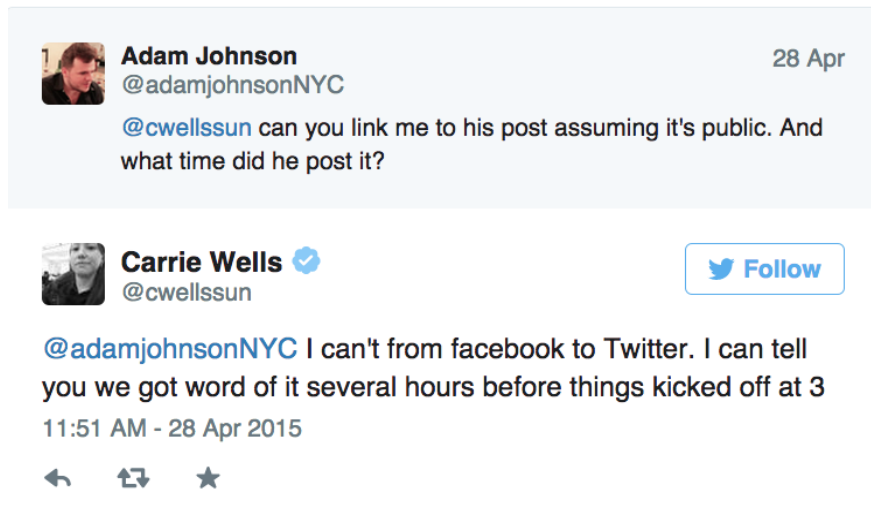 Adam Johnson
28 Apr
@adamjohnsonNYC
@cwellssun can you link me to his post assuming it's public. And
what time did he post it?
Carrie Wells
Follow
@cwellssun
@adamjohnsonNYC I can't from facebook to Twitter. I can tell
you we got word of it several hours before things kicked off at 3
11:51 AM - 28 Apr 2015